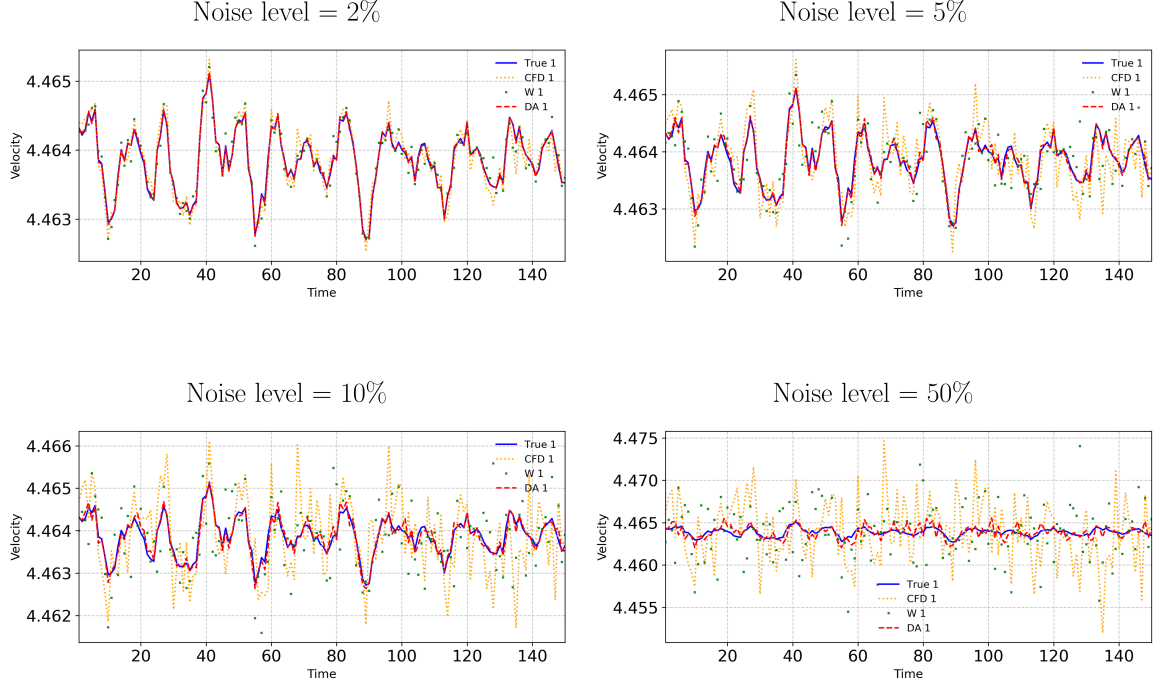 Noise level = 2%
Noise level = 5%
4.465
4.464
4.463
Velocity
True 1
CFD 1
W 1
DA 1
20 40 60 80 100 120 140
Time
4.465
4.464
4.463
Velocity
True 1
CFD 1
W 1
DA 1
20 40 60 80 100 120 140
Time
Noise level = 10%
Noise level = 50%
4.466
4.465
4.464
4.463
4.462
Velocity
True 1
CFD 1
W 1
DA 1
20 40 60 80 100 120 140
Time
4.475
4.470
4.465
4.460
4.455
Velocity
True 1
CFD 1
W 1
DA 1
20 40 60 80 100 120 140
Time